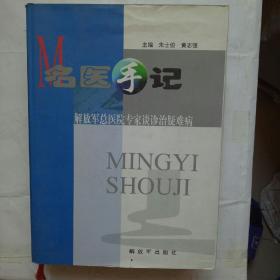 主编 朱士俊 黄志强
M
名医手记
解放军总医院专家谈诊治疑难病
MINGYI
SHOUJI
解放军出版社